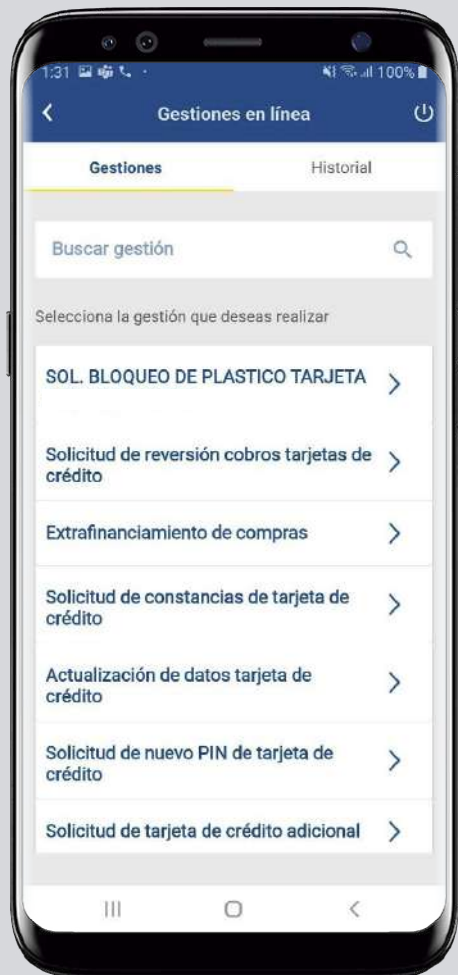 1:31
100%
Gestiones en línea
Gestiones
Historial
Buscar gestión
Selecciona la gestión que deseas realizar
SOL. BLOQUEO DE PLASTICO TARJETA
Solicitud de reversión cobros tarjetas de
crédito
Extrafinanciamiento de compras
Solicitud de constancias de tarjeta de
crédito
Actualización de datos tarjeta de
crédito
Solicitud de nuevo PIN de tarjeta de
crédito
Solicitud de tarjeta de crédito adicional